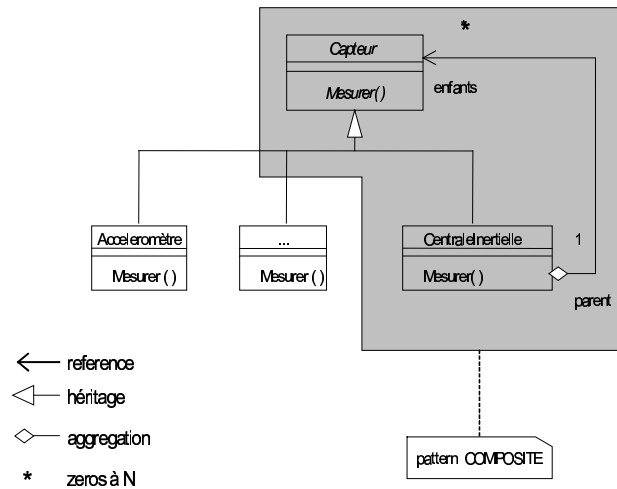 *
Capteur
enfants
Mesurer()
Acceleromètre
...
CentraleInertielle
1
Mesurer ( )
Mesurer ( )
Mesurer( )
parent
reference
héritage
aggregation
pattern COMPOSITE
* zeros à N